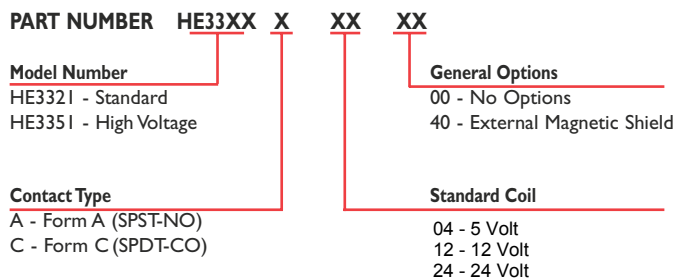 PART NUMBER HE33XX X XX XX
Model Number
HE3321 - Standard
HE3351 - High Voltage
General Options
00 - No Options
40 - External Magnetic Shield
Contact Type
A - Form A (SPST-NO)
C - Form C (SPDT-CO)
Standard Coil
04 - 5 Volt
12 - 12 Volt
24 - 24 Volt